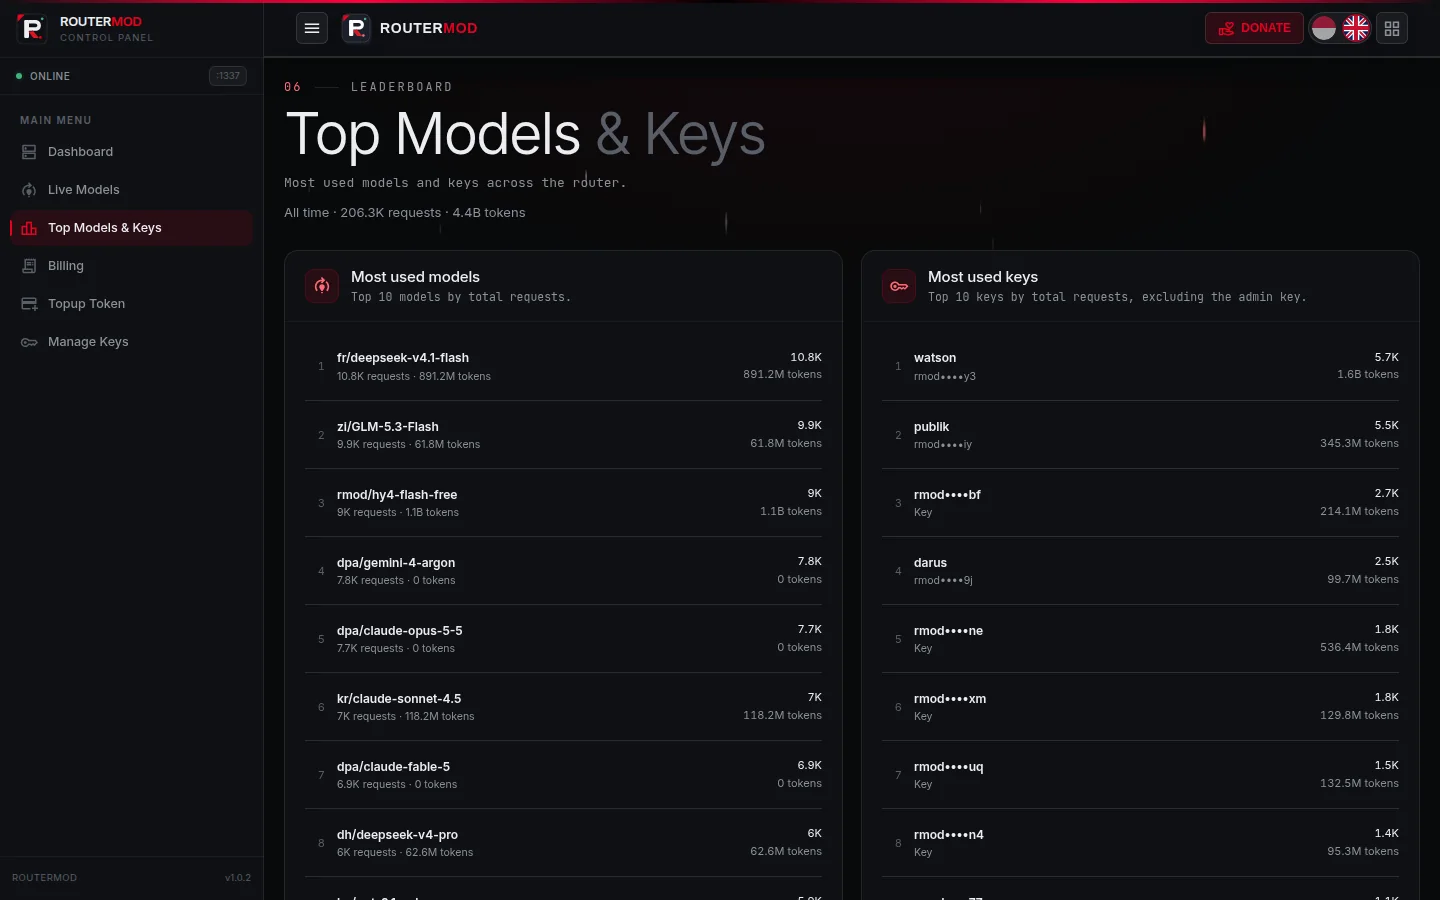 ROUTERMOD
CONTROL PANEL
ONLINE
:1337
MAIN MENU
Dashboard
Live Models
Top Models & Keys
Billing
Topup Token
Manage Keys
ROUTERMOD
v1.0.2
ROUTERMOD
DONATE
06
LEADERBOARD
Top Models & Keys
Most used models and keys across the router.
All time · 206.3K requests · 4.4B tokens
Most used models
Top 10 models by total requests.
1
fr/deepseek-v4.1-flash
10.8K
10.8K requests · 891.2M tokens
891.2M tokens
2
zi/GLM-5.3-Flash
9.9K
9.9K requests · 61.8M tokens
61.8M tokens
3
rmod/hy4-flash-free
9K
9K requests · 1.1B tokens
1.1B tokens
4
dpa/gemini-4-argon
7.8K
7.8K requests · 0 tokens
0 tokens
5
dpa/claude-opus-5-5
7.7K
7.7K requests · 0 tokens
0 tokens
6
kr/claude-sonnet-4.5
7K
7K requests · 118.2M tokens
118.2M tokens
7
dpa/claude-fable-5
6.9K
6.9K requests · 0 tokens
0 tokens
8
dh/deepseek-v4-pro
6K
6K requests · 62.6M tokens
62.6M tokens
Most used keys
Top 10 keys by total requests, excluding the admin key.
1
watson
5.7K
rmod••••y3
1.6B tokens
2
publik
5.5K
rmod••••iy
345.3M tokens
3
rmod••••bf
2.7K
Key
214.1M tokens
4
darus
2.5K
rmod••••9j
99.7M tokens
5
rmod••••ne
1.8K
Key
536.4M tokens
6
rmod••••xm
1.8K
Key
129.8M tokens
7
rmod••••uq
1.5K
Key
132.5M tokens
8
rmod••••n4
1.4K
Key
95.3M tokens